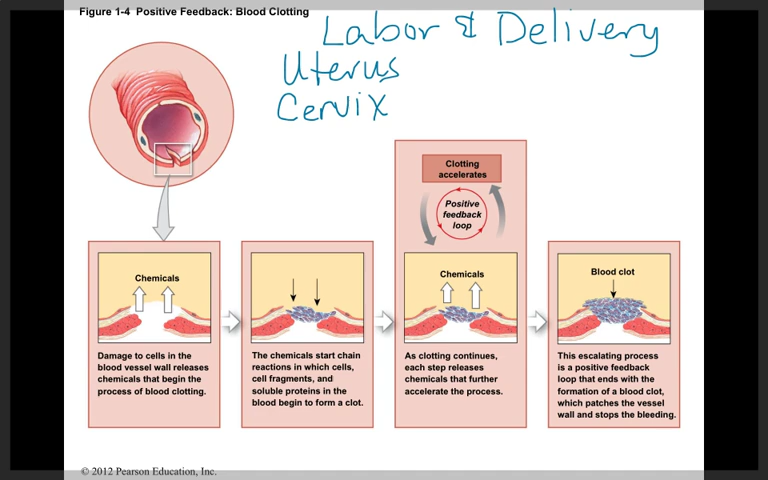 Figure 1-4 Positive Feedback: Blood Clotting
Labor & Delivery
Uterus
Cervix
Clotting
accelerates
Positive
feedback
loop
Chemicals
Damage to cells in the
blood vessel wall releases
chemicals that begin the
process of blood clotting.
The chemicals start chain
reactions in which cells,
cell fragments, and
soluble proteins in the
blood begin to form a clot.
Chemicals
As clotting continues,
each step releases
chemicals that further
accelerate the process.
Blood clot
This escalating process
is a positive feedback
loop that ends with the
formation of a blood clot,
which patches the vessel
wall and stops the bleeding.
© 2012 Pearson Education, Inc.